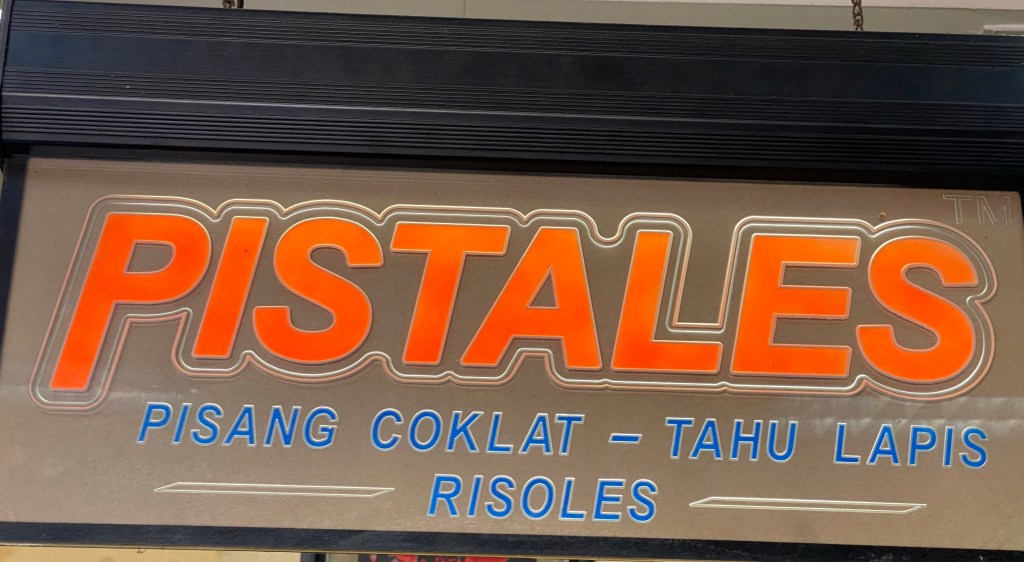 TM
PISTALES
PISANG COKLAT – TAHU LAPIS
RISOLES